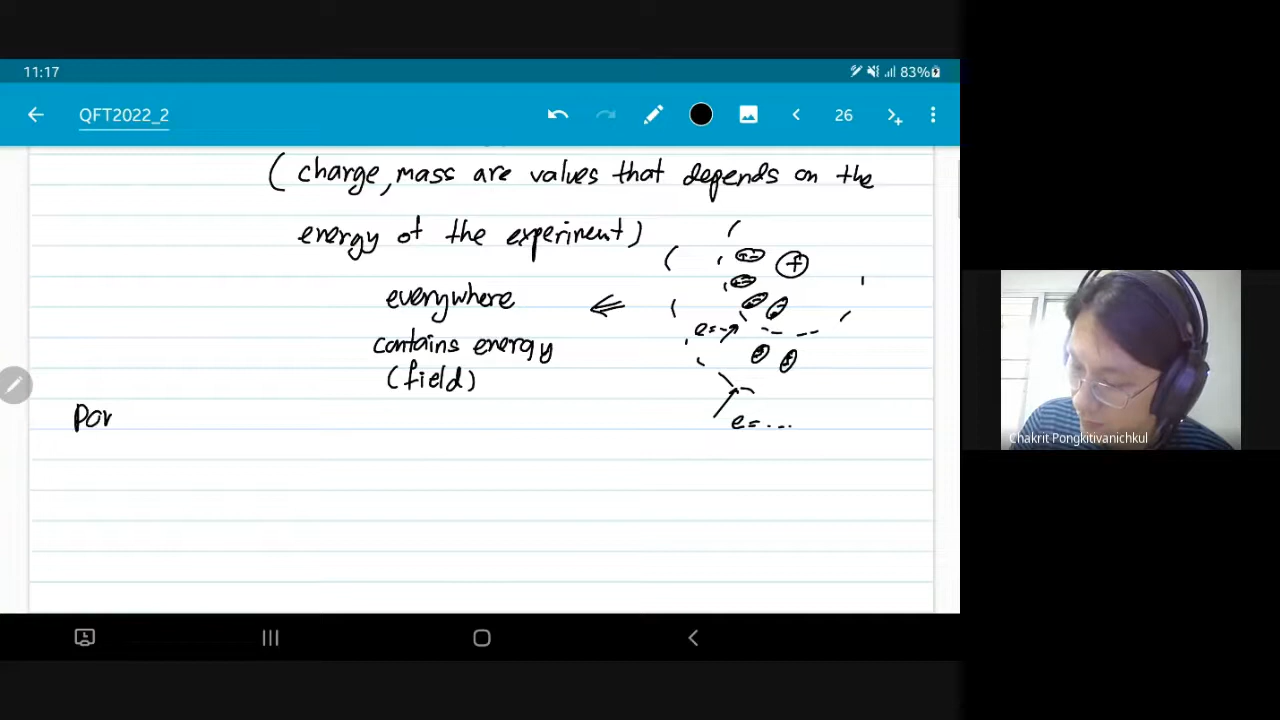 11:17
83%
QFT2022_2
26
( charge, mass are values that depends on the
energy of the experiment)
everywhere
contains energy
(field)
+
e=
e=...
Por
Chakrit Pongkitivanichkul